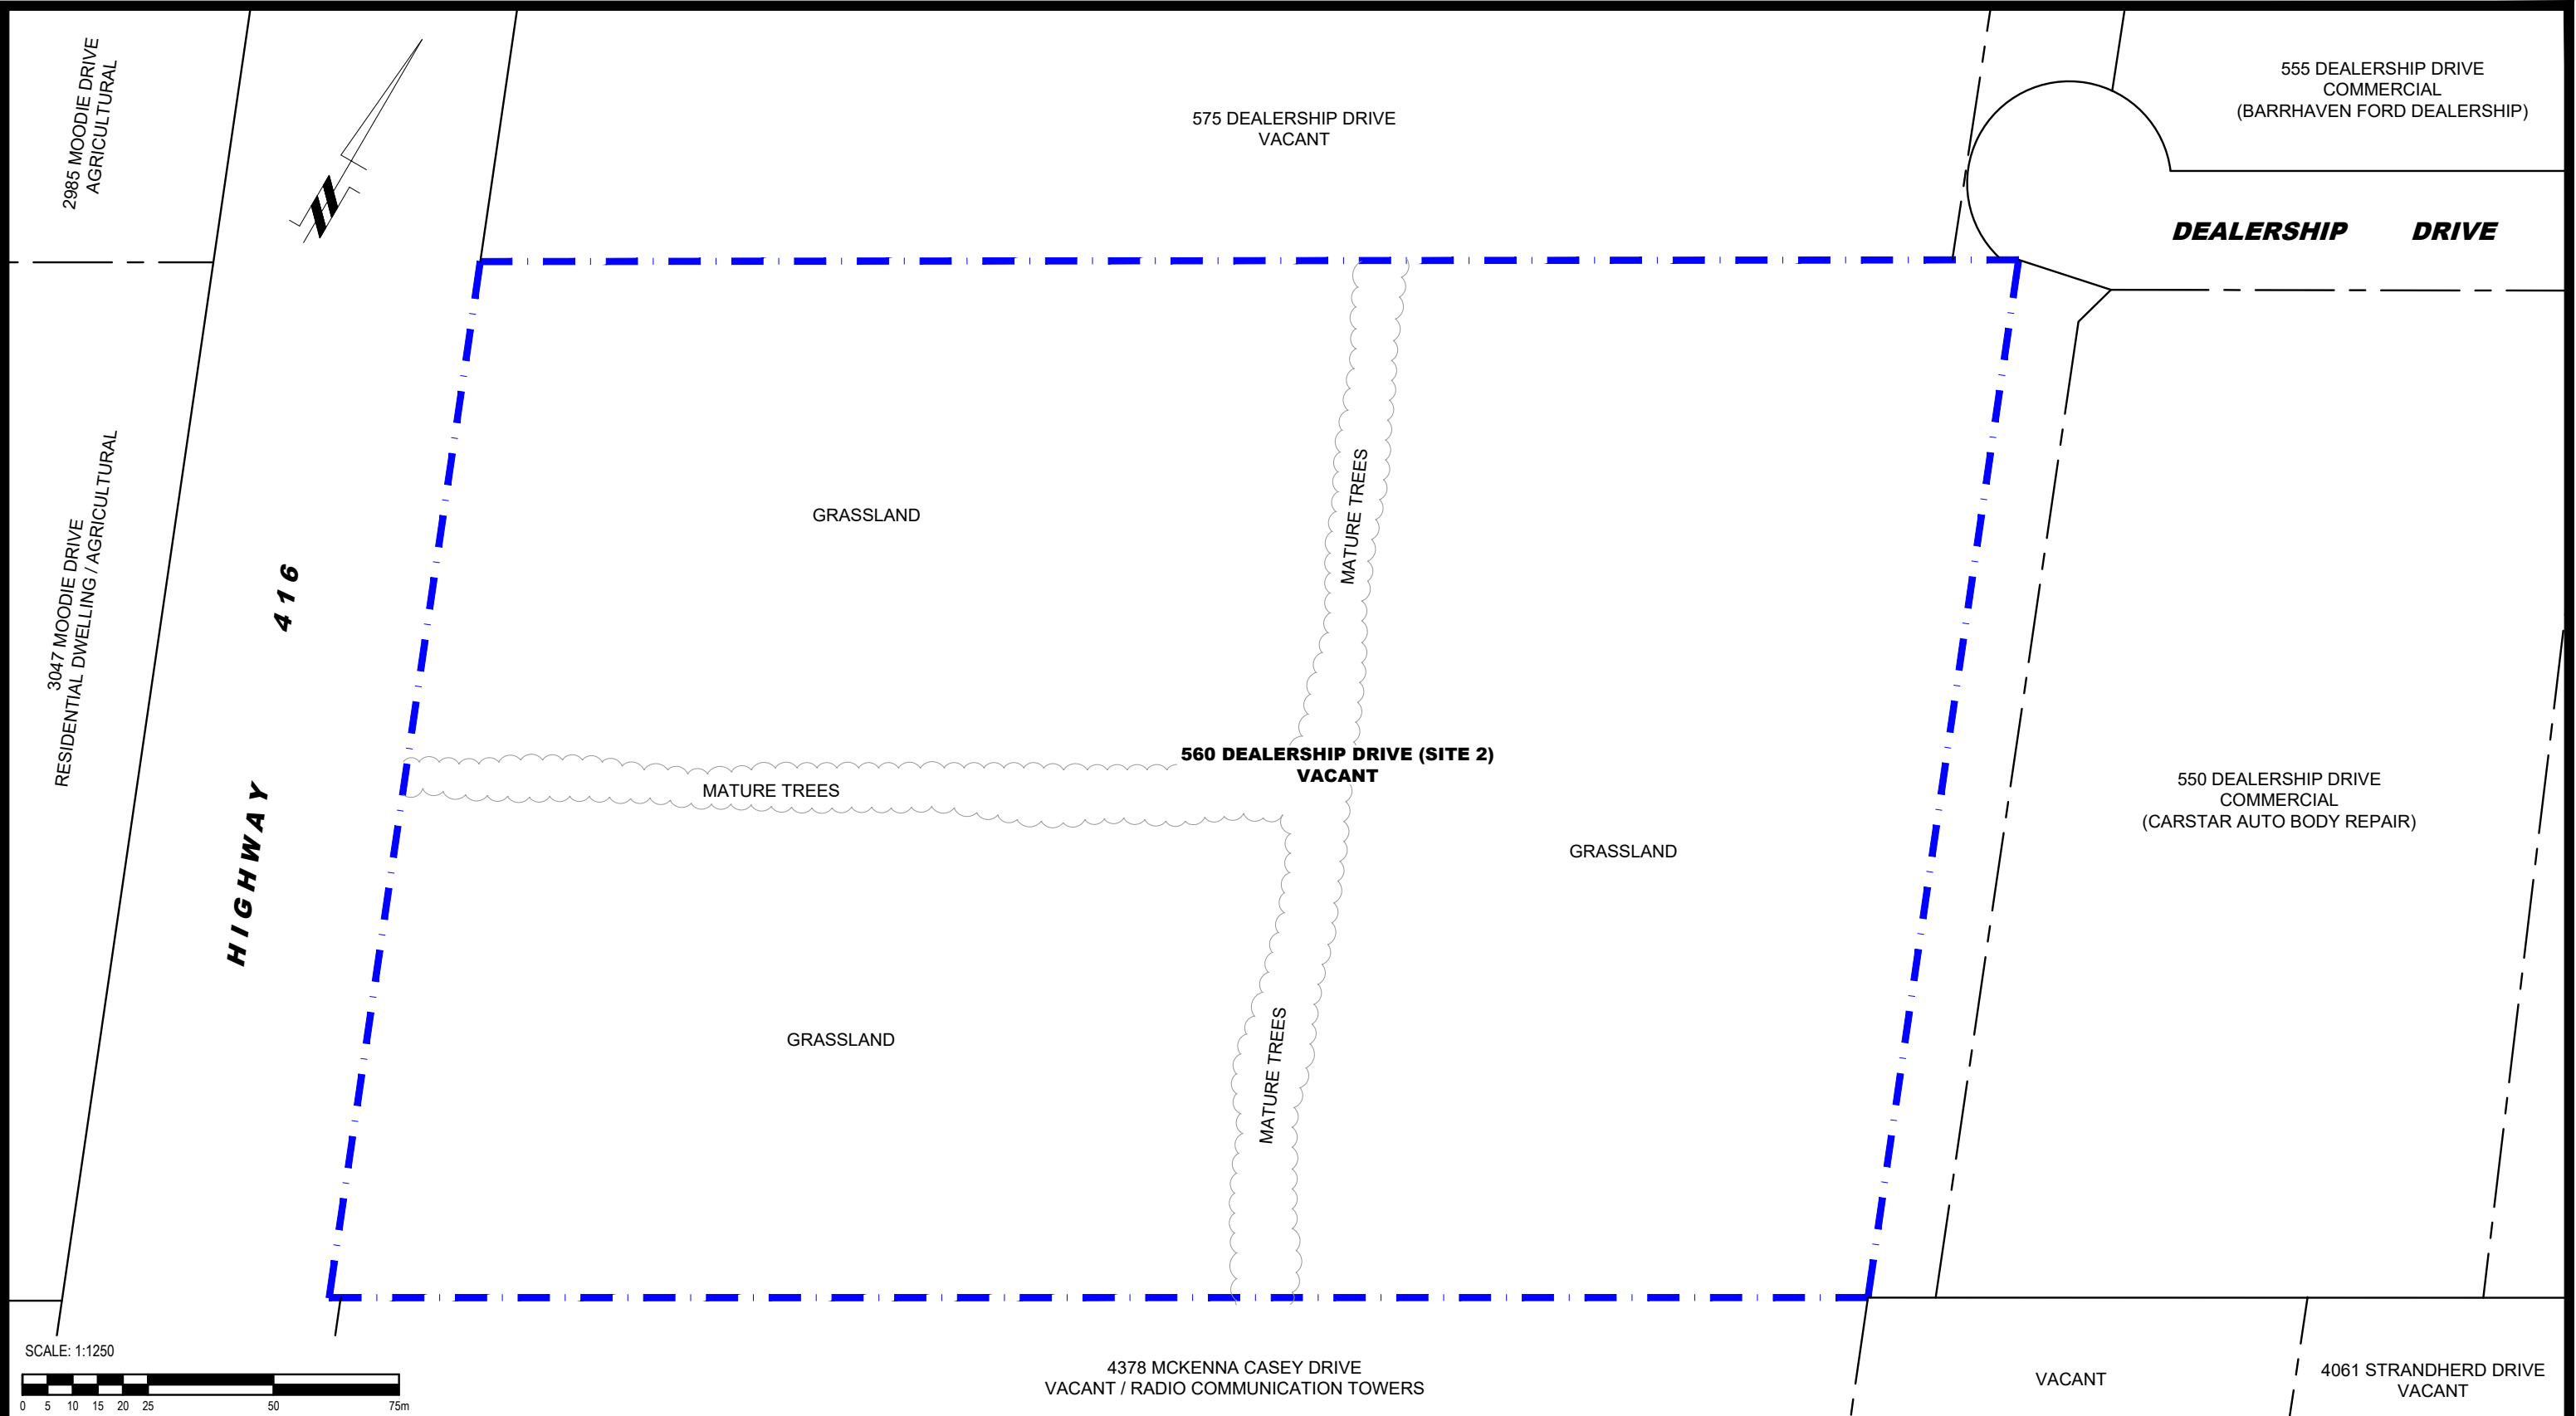 2985 MOODIE DRIVE
AGRICULTURAL
575 DEALERSHIP DRIVE
VACANT
555 DEALERSHIP DRIVE
COMMERCIAL
(BARRHAVEN FORD DEALERSHIP)
DEALERSHIP DRIVE
3047 MOODIE DRIVE
RESIDENTIAL DWELLING / AGRICULTURAL
HIGHWAY 416
GRASSLAND
MATURE TREES
560 DEALERSHIP DRIVE (SITE 2)
VACANT
MATURE TREES
GRASSLAND
550 DEALERSHIP DRIVE
COMMERCIAL
(CARSTAR AUTO BODY REPAIR)
GRASSLAND
MATURE TREES
SCALE: 1:1250
0 5 10 15 20 25 50 75m
4378 MCKENNA CASEY DRIVE
VACANT / RADIO COMMUNICATION TOWERS
VACANT
4061 STRANDHERD DRIVE
VACANT